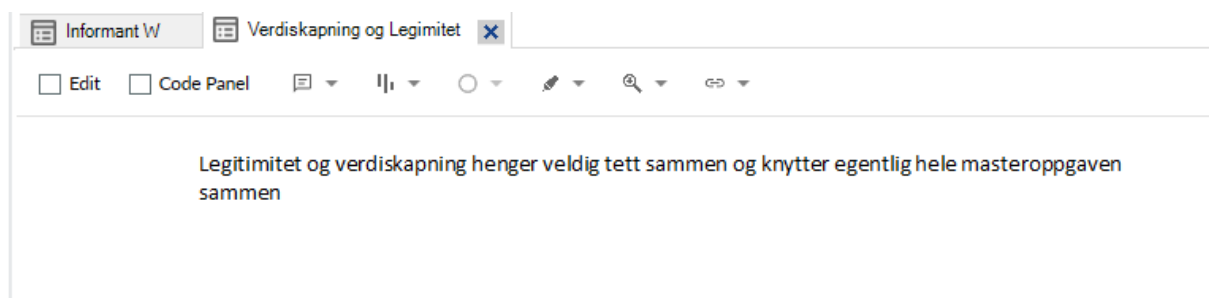 Informant W Verdiskapning og Legimitet
Edit Code Panel
Legitimitet og verdiskapning henger veldig tett sammen og knytter egentlig hele masteroppgaven
sammen